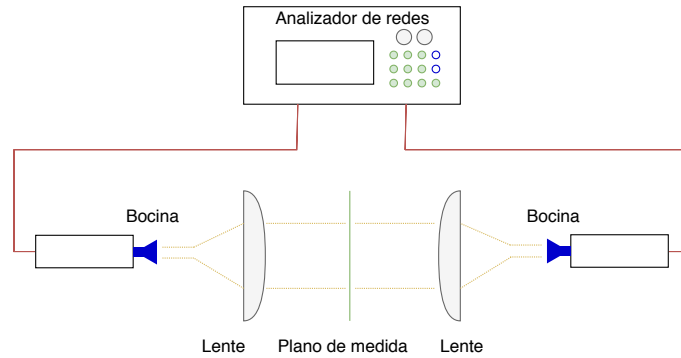 Analizador de redes
Bocina
Bocina
Lente
Plano de medida
Lente